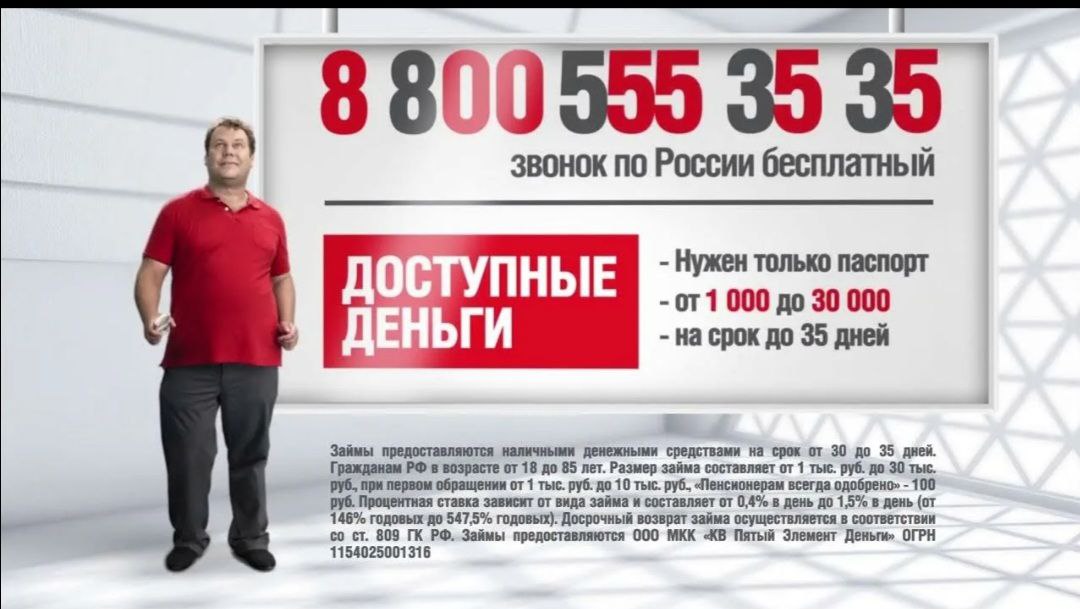 8 800 555 35 35
звонок по России бесплатный
ДОСТУПНЫЕ
ДЕНЬГИ
- Нужен только паспорт
- от 1 000 до 30 000
- на срок до 35 дней
Займы предоставляются наличными денежными средствами на срок от 30 до 35 дней.
Гражданам РФ в возрасте от 18 до 85 лет. Размер займа составляет от 1 тыс. руб. до 30 тыс.
руб., при первом обращении от 1 тыс. руб. до 10 тыс. руб., «Пенсионерам всегда одобрено» - 100
руб. Процентная ставка зависит от вида займа и составляет от 0,4% в день до 1,5% в день (от
146% годовых до 547,5% годовых). Досрочный возврат займа осуществляется в соответствии
со ст. 809 ГК РФ. Займы предоставляются ООО МКК «КВ Пятый Элемент Деньги» ОГРН
1154025001316